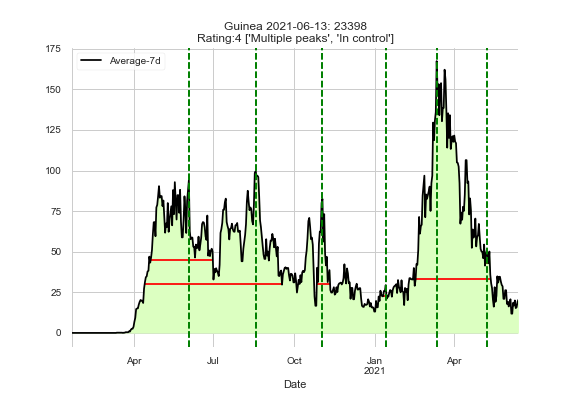 Guinea 2021-06-13: 23398
Rating:4 ['Multiple peaks', 'In control']
175
Average-7d
150
125
100
75
50
25
0
Apr Jul Oct Jan Apr
2021
Date